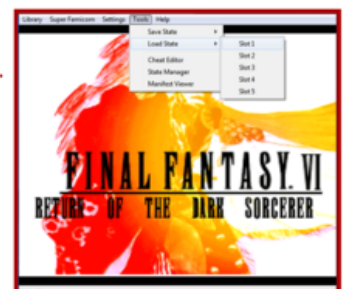 Library Super Famicom Settings Tools Help
Save State
Load State
Slot 1
Slot 2
Slot 3
Slot 4
Slot 5
Cheat Editor
State Manager
Manifest Viewer
FINAL FANTASY. VI
RETURN OF THE DARK SORCERER